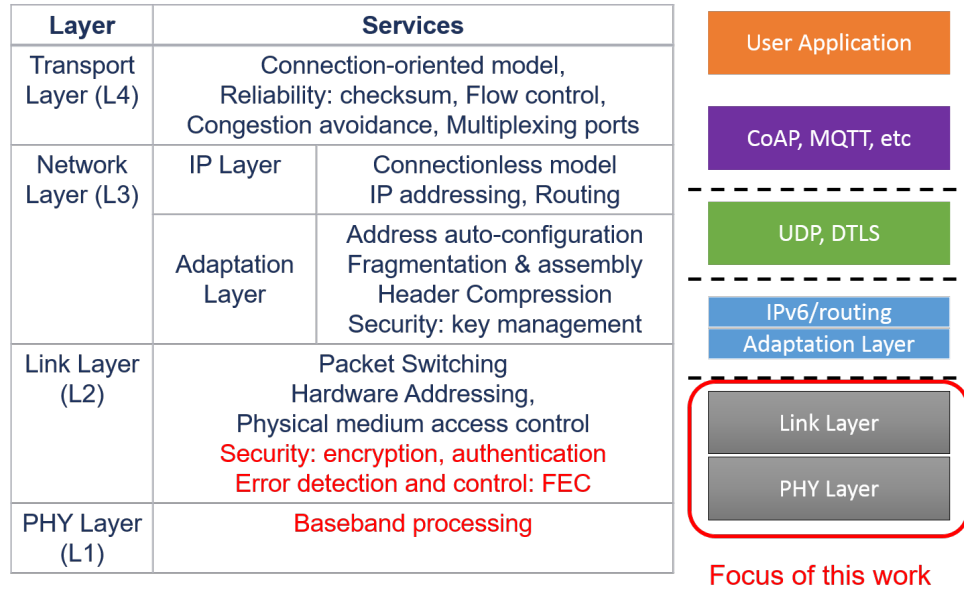 Layer
Services
Transport
Layer (L4)
Connection-oriented model,
Reliability: checksum, Flow control,
Congestion avoidance, Multiplexing ports
Network
Layer (L3)
IP Layer
Connectionless model
IP addressing, Routing
Adaptation
Layer
Address auto-configuration
Fragmentation & assembly
Header Compression
Security: key management
Link Layer
(L2)
Packet Switching
Hardware Addressing,
Physical medium access control
Security: encryption, authentication
Error detection and control: FEC
PHY Layer
(L1)
Baseband processing
User Application
CoAP, MQTT, etc
UDP, DTLS
IPv6/routing
Adaptation Layer
Link Layer
PHY Layer
Focus of this work